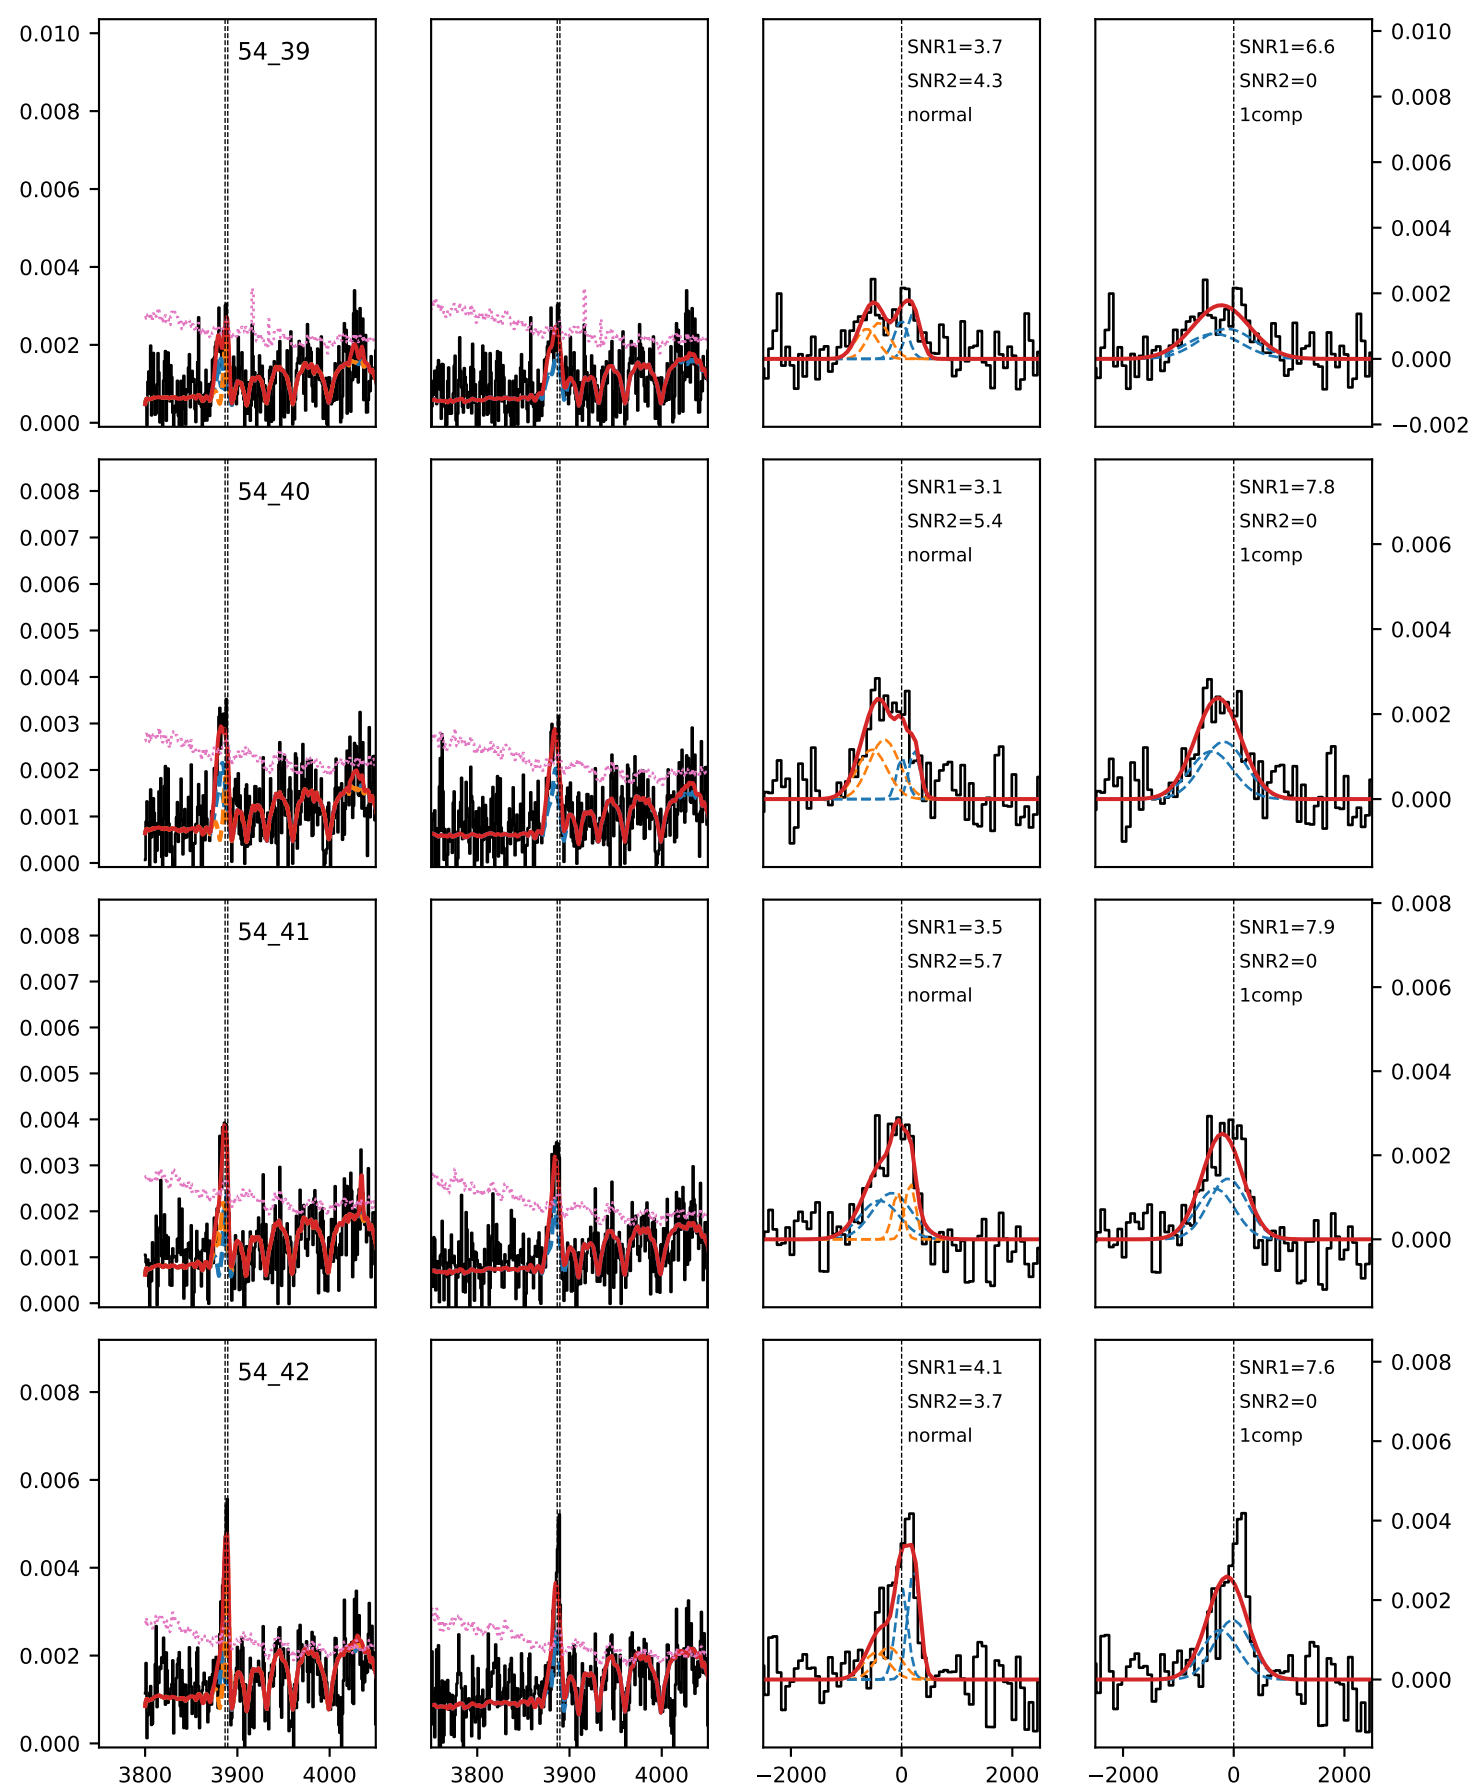 0.010
0.008
0.006
0.004
0.002
0.000
54_39
SNR1=3.7
SNR2=4.3
normal
SNR1=6.6
SNR2=0
1comp
0.010
0.008
0.006
0.004
0.002
0.000
−0.002
0.008
0.007
0.006
0.005
0.004
0.003
0.002
0.001
0.000
54_40
SNR1=3.1
SNR2=5.4
normal
SNR1=7.8
SNR2=0
1comp
0.006
0.004
0.002
0.000
0.008
0.007
0.006
0.005
0.004
0.003
0.002
0.001
0.000
54_41
SNR1=3.5
SNR2=5.7
normal
SNR1=7.9
SNR2=0
1comp
0.008
0.006
0.004
0.002
0.000
0.008
0.006
0.004
0.002
0.000
54_42
SNR1=4.1
SNR2=3.7
normal
SNR1=7.6
SNR2=0
1comp
0.008
0.006
0.004
0.002
0.000
3800 3900 4000
3800 3900 4000
−2000 0 2000
−2000 0 2000